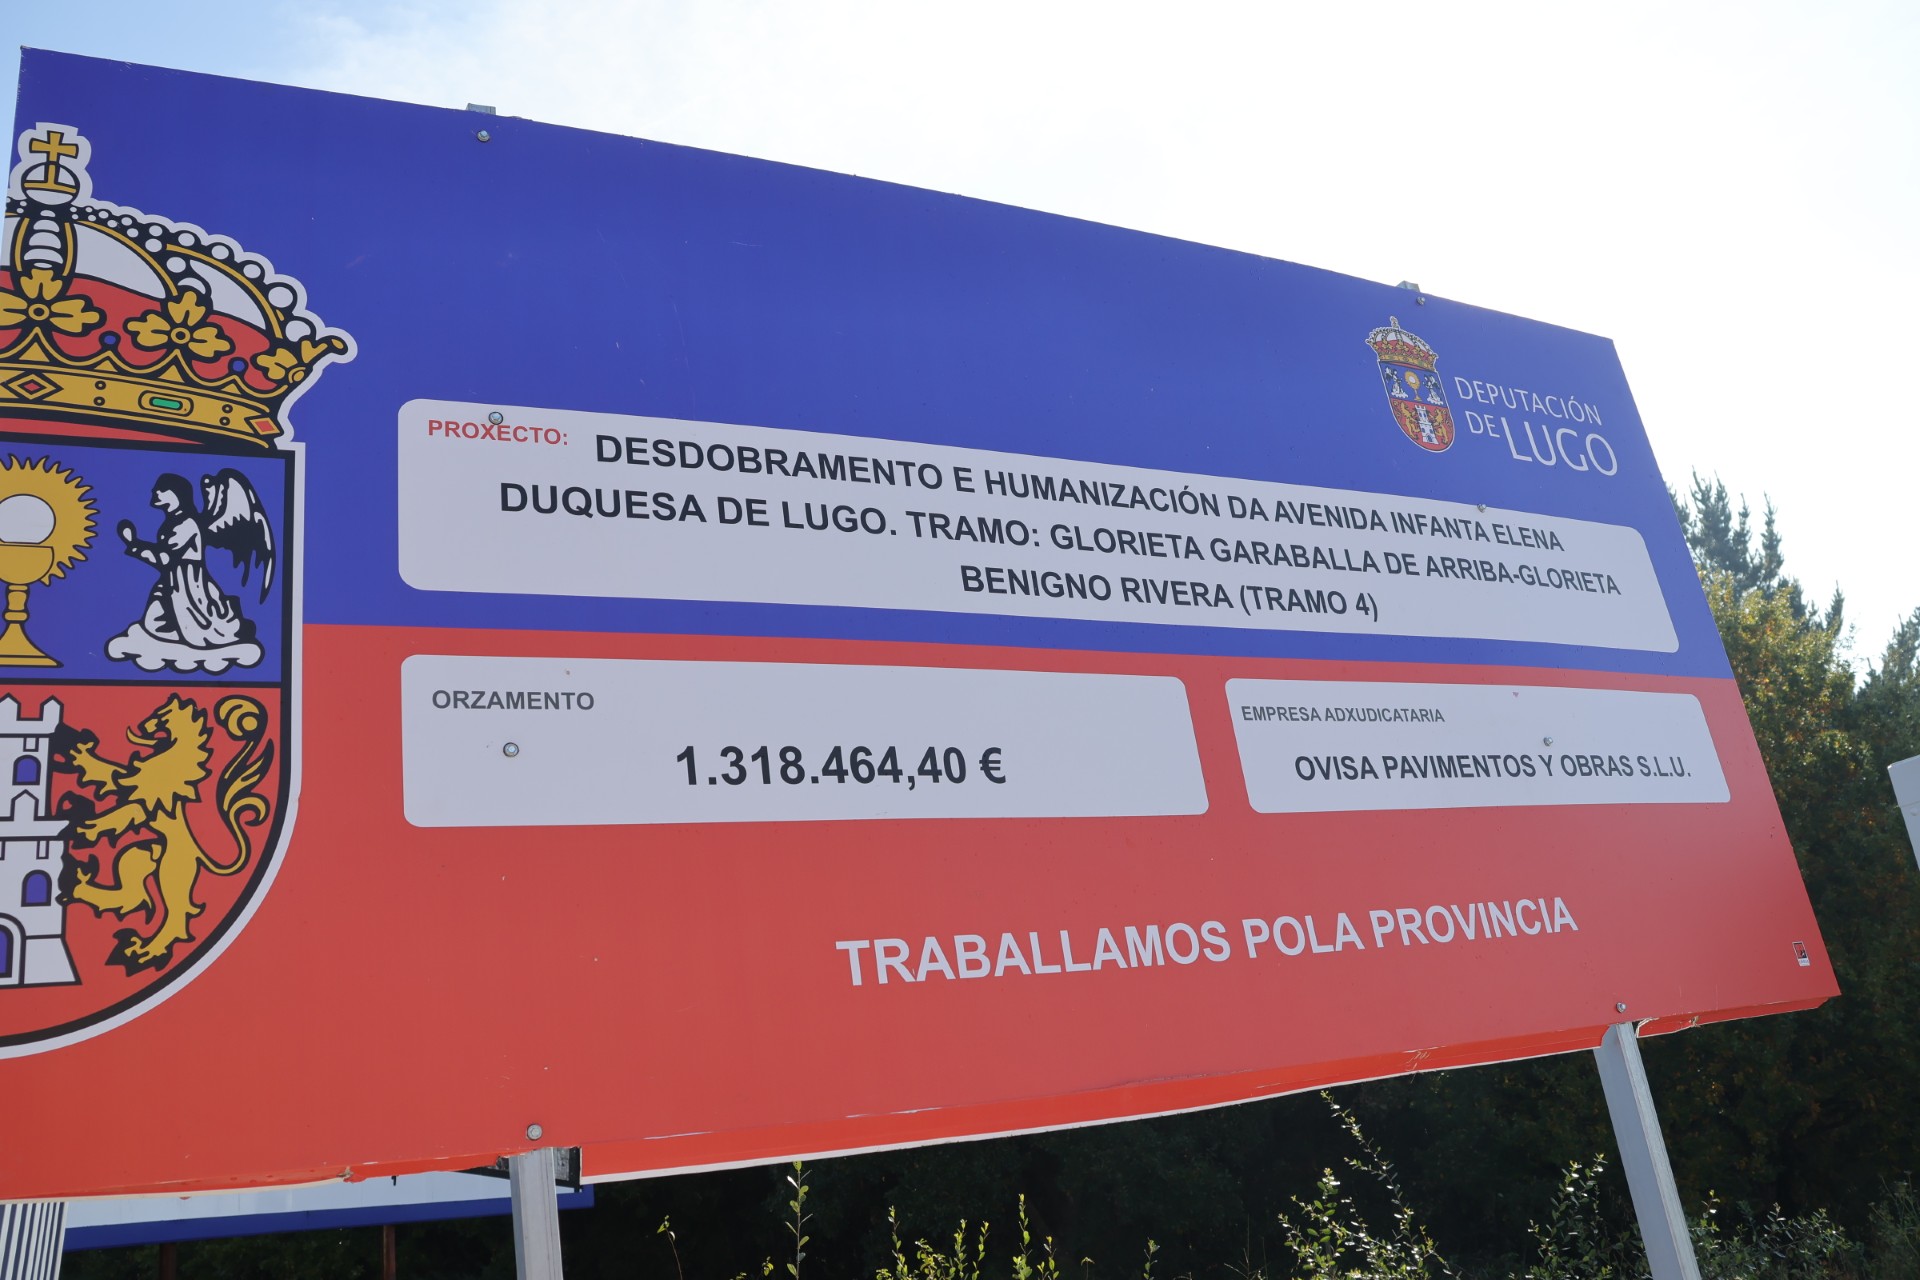 DEPUTACIÓN
DE LUGO
PROXECTO: DESDOBRAMENTO E HUMANIZACIÓN DA AVENIDA INFANTA ELENA
DUQUESA DE LUGO. TRAMO: GLORIETA GARABALLA DE ARRIBA-GLORIETA
BENIGNO RIVERA (TRAMO 4)
ORZAMENTO
1.318.464,40 €
EMPRESA ADXUDICATARIA
OVISA PAVIMENTOS Y OBRAS S.L.U.
TRABALLAMOS POLA PROVINCIA